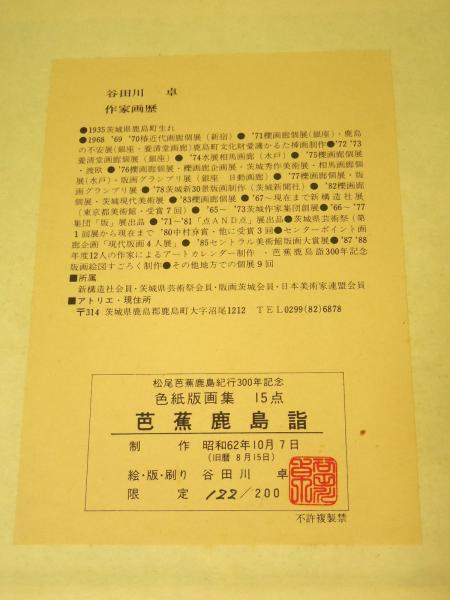 谷田川　卓
作家画歴
●1935茨城県鹿島町生れ
●1968 '69 '70椿近代画廊個展（新宿）● '71櫟画廊個展(銀座)・鹿島
の不安展(銀座・養清堂画廊)鹿島町文化財愛護かるた挿画制作● '72 '73
養清堂画廊個展（銀座）● '74水展相馬画廊（水戸）● '75櫟画廊個展
・渡欧● '76櫟画廊個展・櫟画廊企画展・茨城秀作美術展・相馬画廊個
展(水戸)・版画グランプリ展(銀座　日動画廊）● '77櫟画廊個展・版
画グランプリ展● '78茨城新30景版画制作（茨城新聞社）● '82櫟画廊
個展・茨城現代美術展● '83櫟画廊個展● '67～現在まで新構造社展
（東京都美術館・受賞7回）● '65～'73茨城作家集団創展● '66～'77
集団「版」展出品● '71～'81「点AND点」展出品●茨城県芸術祭（第
1回展から現在まで '80中村彝賞・他に受賞3回●センターポイント画
廊企画「現代版画4人展」● '85セントラル美術館版画大賞展● '87 '88
年度12人の作家によるアートカレンダー制作・芭蕉鹿島詣300年記念
版画絵図すごろく制作●その他地方での個展9回
■所属
新構造社会員・茨城県芸術祭会員・版画茨城会員・日本美術家連盟会員
■アトリエ・現住所
〒314　茨城県鹿島郡鹿島町大字沼尾1212　TEL0299(82)6878
松尾芭蕉鹿島紀行300年記念
色紙版画集　15点
芭蕉鹿島詣
制　作　昭和62年10月7日
(旧暦 8月15日)
絵・版・刷り　谷田川　卓
限　定　122/200
不許複製禁